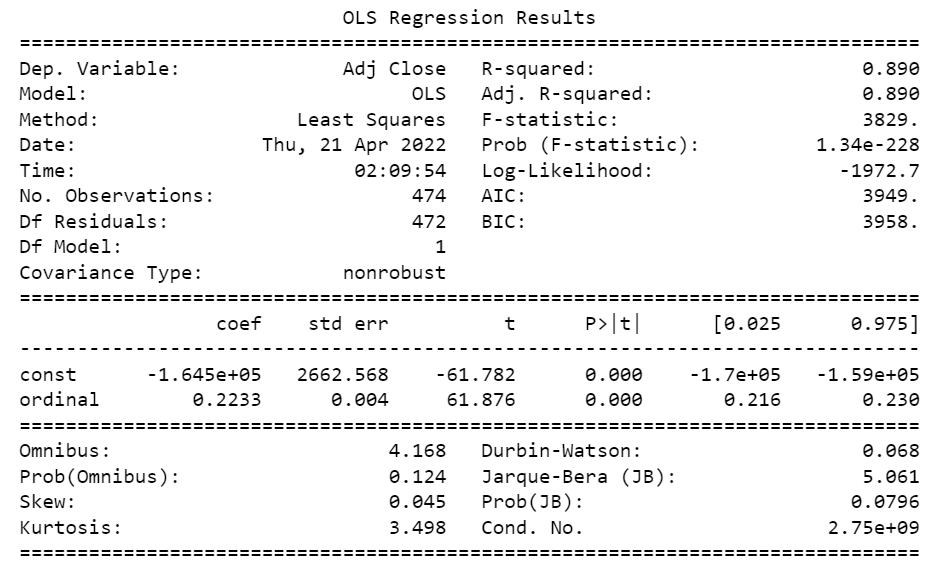 OLS Regression Results
==============================================================================
Dep. Variable:              Adj Close   R-squared:                       0.890
Model:                            OLS   Adj. R-squared:                  0.890
Method:                 Least Squares   F-statistic:                     3829.
Date:                Thu, 21 Apr 2022   Prob (F-statistic):          1.34e-228
Time:                        02:09:54   Log-Likelihood:                -1972.7
No. Observations:                 474   AIC:                             3949.
Df Residuals:                     472   BIC:                             3958.
Df Model:                           1
Covariance Type:            nonrobust
==============================================================================
                 coef    std err          t      P>|t|      [0.025      0.975]
------------------------------------------------------------------------------
const      -1.645e+05   2662.568    -61.782      0.000    -1.7e+05   -1.59e+05
ordinal        0.2233      0.004     61.876      0.000       0.216       0.230
==============================================================================
Omnibus:                        4.168   Durbin-Watson:                   0.068
Prob(Omnibus):                  0.124   Jarque-Bera (JB):                5.061
Skew:                           0.045   Prob(JB):                       0.0796
Kurtosis:                       3.498   Cond. No.                     2.75e+09
==============================================================================